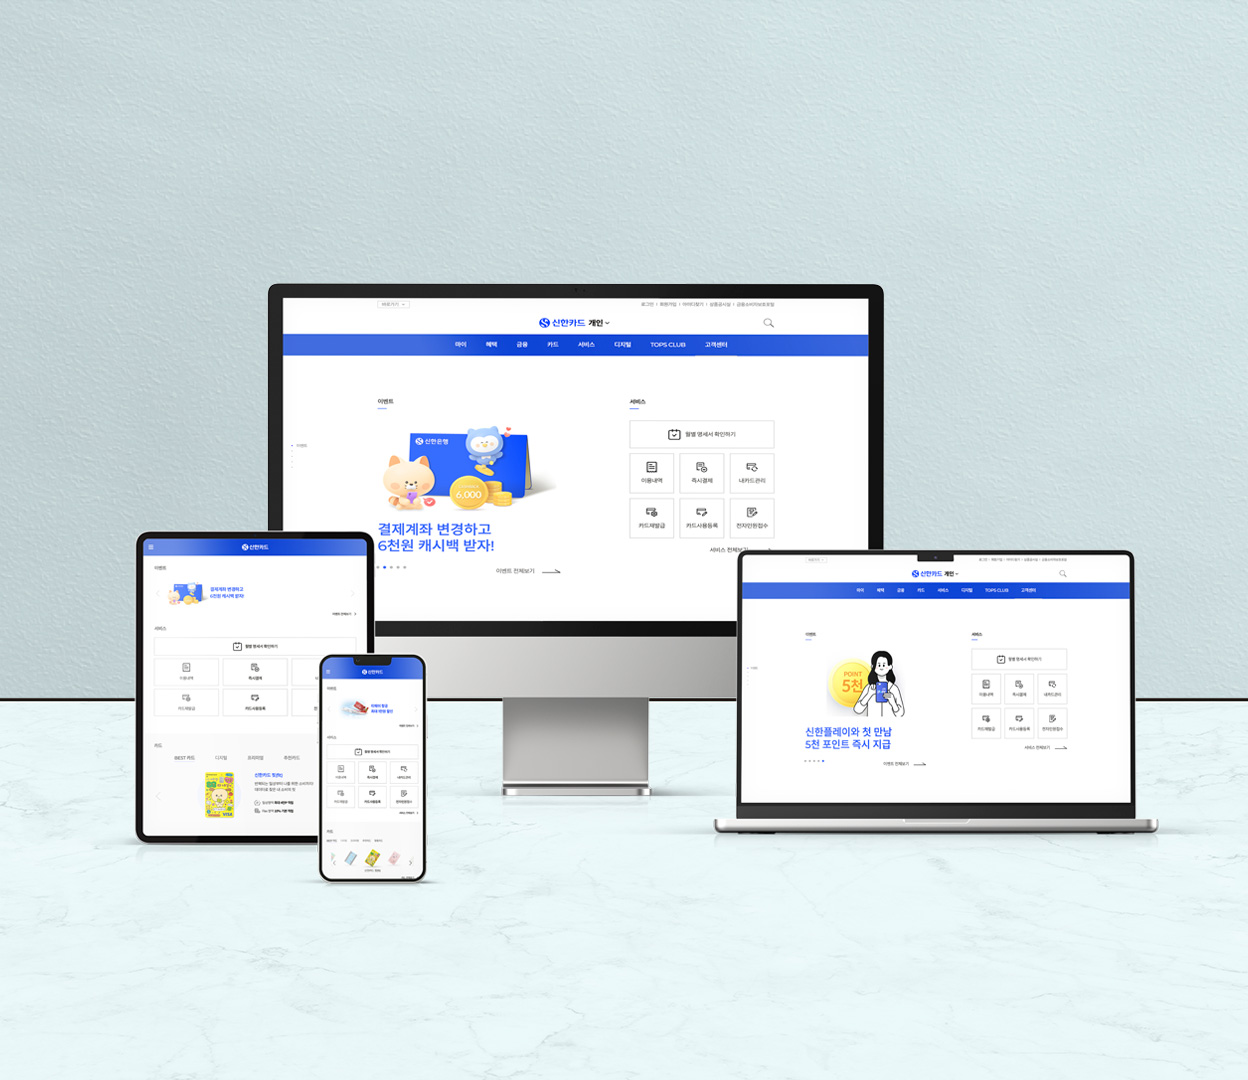 바로가기
로그인 | 회원가입 | 아이디찾기 | 상품공시실 | 금융소비자보호포털
신한카드 개인
마이 혜택 금융 카드 서비스 디지털 TOPS CLUB 고객센터
이벤트
이벤트
신한은행
6,000
결제계좌 변경하고
6천원 캐시백 받자!
이벤트 전체보기
서비스
월별 명세서 확인하기
이용내역 즉시결제 내카드관리
카드재발급 카드사용등록 전자민원접수
서비스 전체보기
신한카드
이벤트
결제계좌 변경하고
6천원 캐시백 받자!
이벤트 전체보기
서비스
월별 명세서 확인하기
이용내역 즉시결제
카드재발급 카드사용등록
카드
BEST 카드 디지털 프리미엄 추천카드
VISA
신한카드
이벤트
이벤트 전체보기
서비스
월별 명세서 확인하기
이용내역 즉시결제 내카드관리
카드재발급 카드사용등록 전자민원접수
서비스 전체보기
카드
신한카드 개인
마이 혜택 금융 카드 서비스 디지털 TOPS CLUB 고객센터
이벤트
POINT
5천
신한플레이와 첫 만남
5천 포인트 즉시 지급
이벤트 전체보기
서비스
월별 명세서 확인하기
이용내역 즉시결제 내카드관리
카드재발급 카드사용등록 전자민원접수
서비스 전체보기